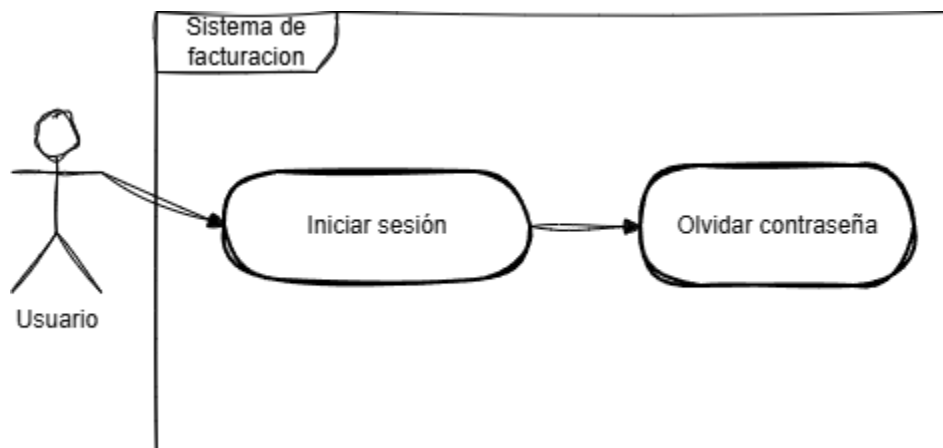 Sistema de
facturacion
Iniciar sesión
Olvidar contraseña
Usuario